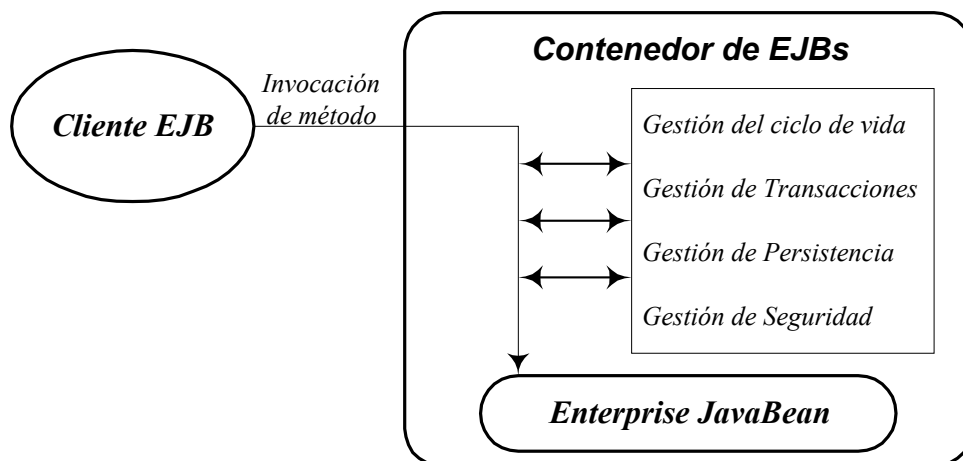 Contenedor de EJBs
Invocación
de método
Cliente EJB
Gestión del ciclo de vida
Gestión de Transacciones
Gestión de Persistencia
Gestión de Seguridad
Enterprise JavaBean